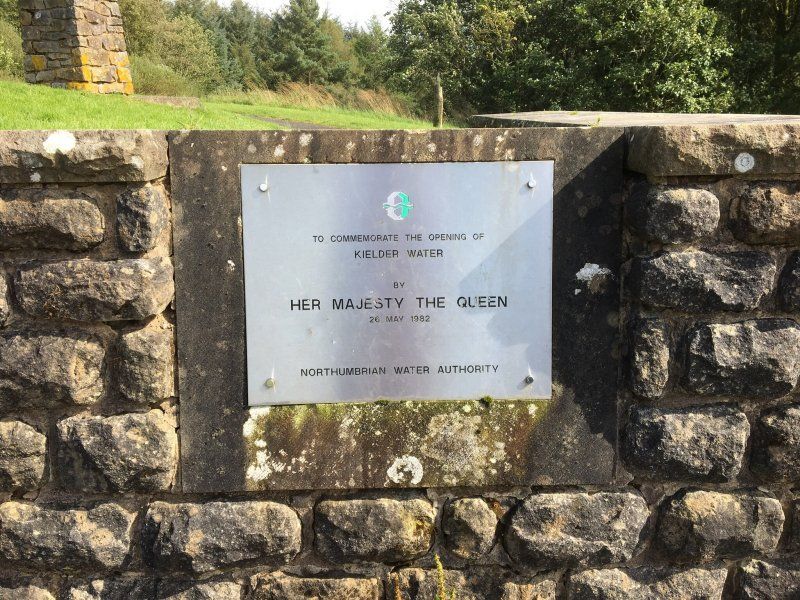 TO COMMEMORATE THE OPENING OF
KIELDER WATER
BY
HER MAJESTY THE QUEEN
26 MAY 1982
NORTHUMBRIAN WATER AUTHORITY